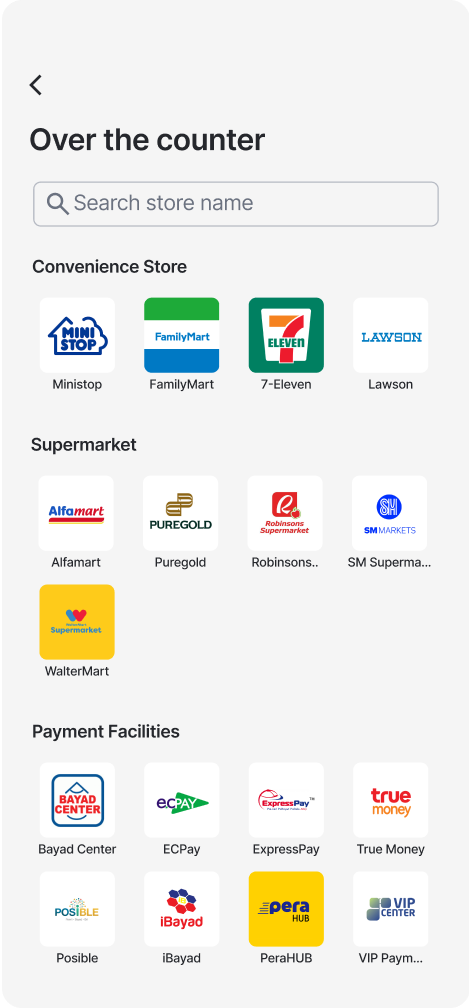 Over the counter
Search store name
Convenience Store
MINI
STOP
FamilyMart
7
ELEVEN
LAWSON
Ministop
FamilyMart
7-Eleven
Lawson
Supermarket
Alfamart
PUREGOLD
R
Robinsons
Supermarket
SM
SM MARKETS
Alfamart
Puregold
Robinsons..
SM Superma...
W
WalterMart
Supermarket
WalterMart
Payment Facilities
BAYAD
CENTER
ecPAY
ExpressPay™
true
money
Bayad Center
ECPay
ExpressPay
True Money
POSIBLE
iBayad
pera
HUB
VIP
CENTER
Posible
iBayad
PeraHUB
VIP Paym...